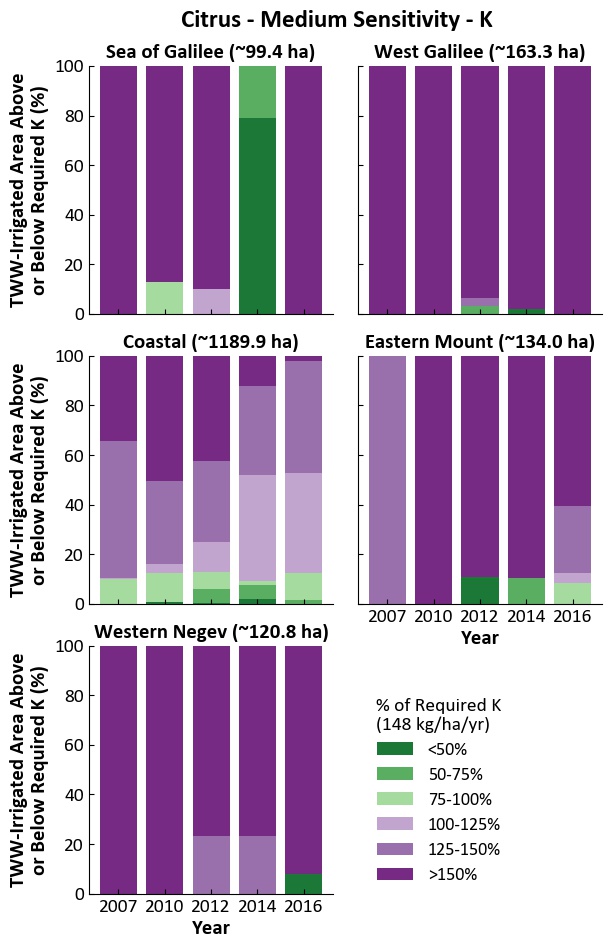 Citrus - Medium Sensitivity - K
Sea of Galilee (~99.4 ha)
West Galilee (~163.3 ha)
TWW-Irrigated Area Above
or Below Required K (%)
100
80
60
40
20
0
Coastal (~1189.9 ha)
Eastern Mount (~134.0 ha)
TWW-Irrigated Area Above
or Below Required K (%)
100
80
60
40
20
0
2007 2010 2012 2014 2016
Year
Western Negev (~120.8 ha)
TWW-Irrigated Area Above
or Below Required K (%)
100
80
60
40
20
0
2007 2010 2012 2014 2016
Year
% of Required K
(148 kg/ha/yr)
<50%
50-75%
75-100%
100-125%
125-150%
>150%